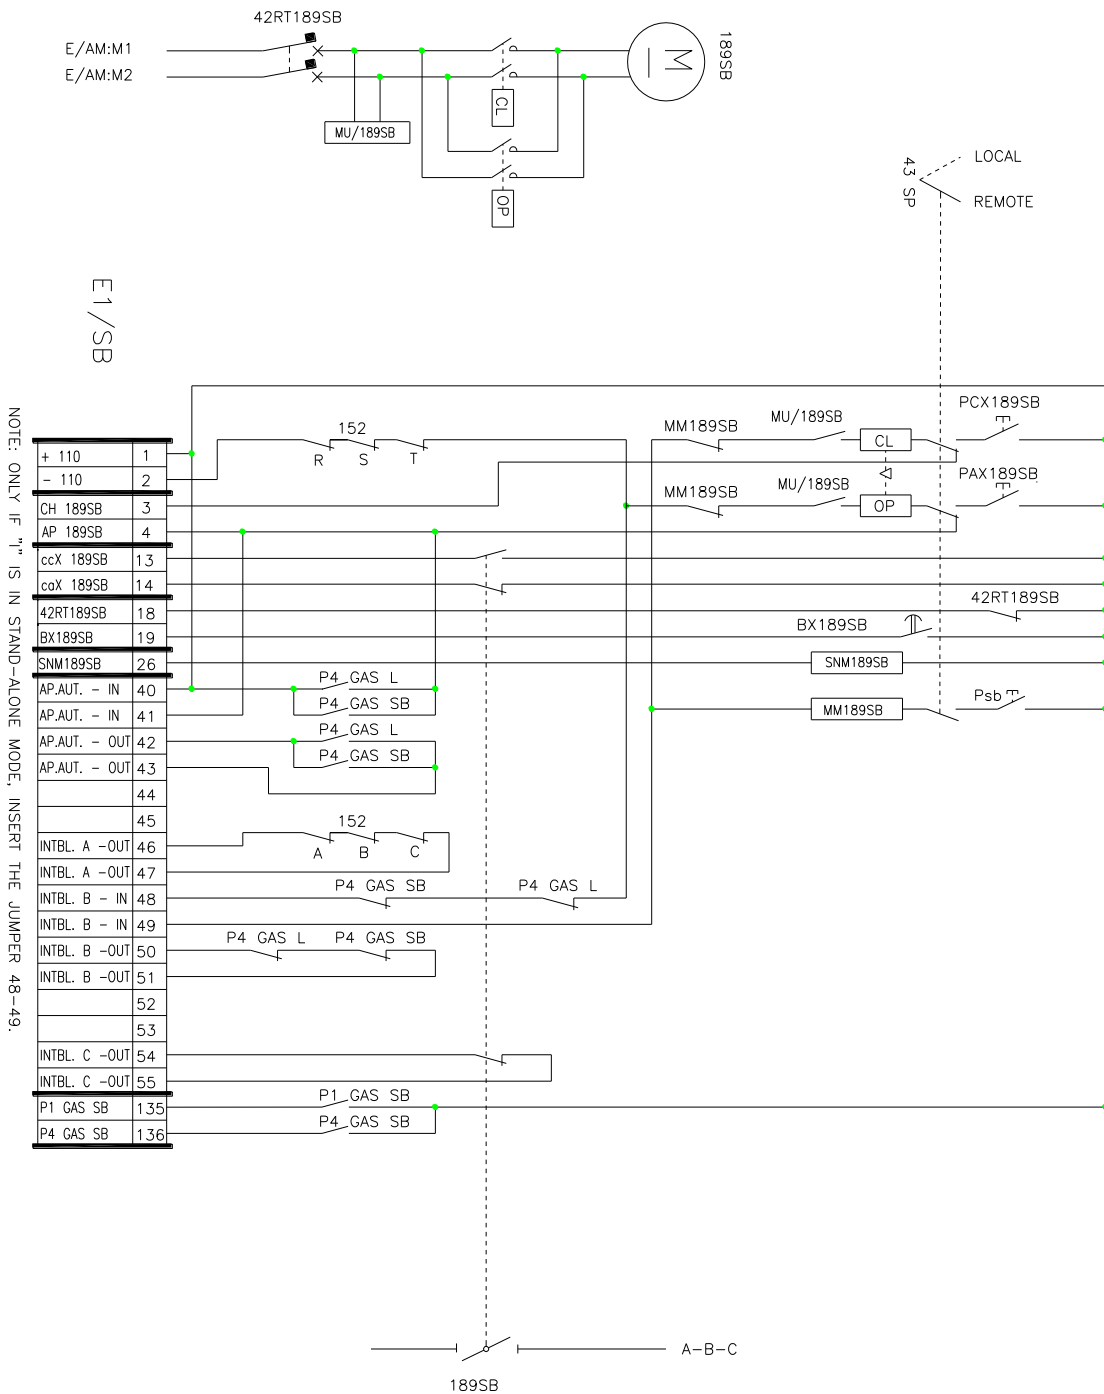 42RT189SB
E/AM:M1
E/AM:M2
M
189SB
CL
MU/189SB
OP
LOCAL
43 SP
REMOTE
E1/SB
NOTE: ONLY IF "I" IS IN STAND-ALONE MODE, INSERT THE JUMPER 48-49.
PCX189SB
MU/189SB
MM189SB
152
CL
R S T
+ 110 1
- 110 2
PAX189SB
MU/189SB
MM189SB
OP
CH 189SB 3
AP 189SB 4
ccX 189SB 13
caX 189SB 14
42RT189SB
42RT189SB 18
BX189SB
BX189SB 19
SNM189SB 26
SNM189SB
P4 GAS L
AP.AUT. - IN 40
P4 GAS SB
Psb
MM189SB
AP.AUT. - IN 41
P4 GAS L
AP.AUT. - OUT 42
P4 GAS SB
AP.AUT. - OUT 43
44
45
152
INTBL. A -OUT 46
A B C
INTBL. A -OUT 47
P4 GAS SB P4 GAS L
INTBL. B - IN 48
INTBL. B - IN 49
P4 GAS L P4 GAS SB
INTBL. B -OUT 50
INTBL. B -OUT 51
52
53
INTBL. C -OUT 54
INTBL. C -OUT 55
P1 GAS SB
P1 GAS SB 135
P4 GAS SB
P4 GAS SB 136
A-B-C
189SB